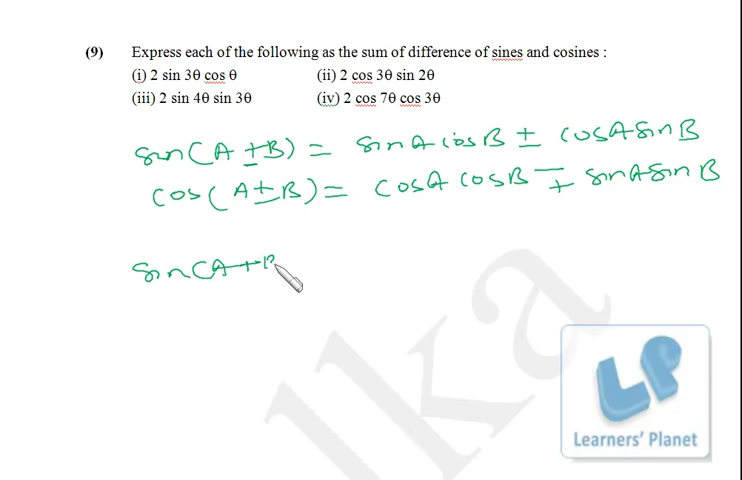 (9) Express each of the following as the sum of difference of sines and cosines :
(i) 2 sin 3θ cos θ (ii) 2 cos 3θ sin 2θ
(iii) 2 sin 4θ sin 3θ (iv) 2 cos 7θ cos 3θ
sin(A ± B) = sinA cosB ± cosA sinB
cos(A ± B) = cosA cosB ∓ sinA sinB
sin(A+B
lka
LP
Learners' Planet